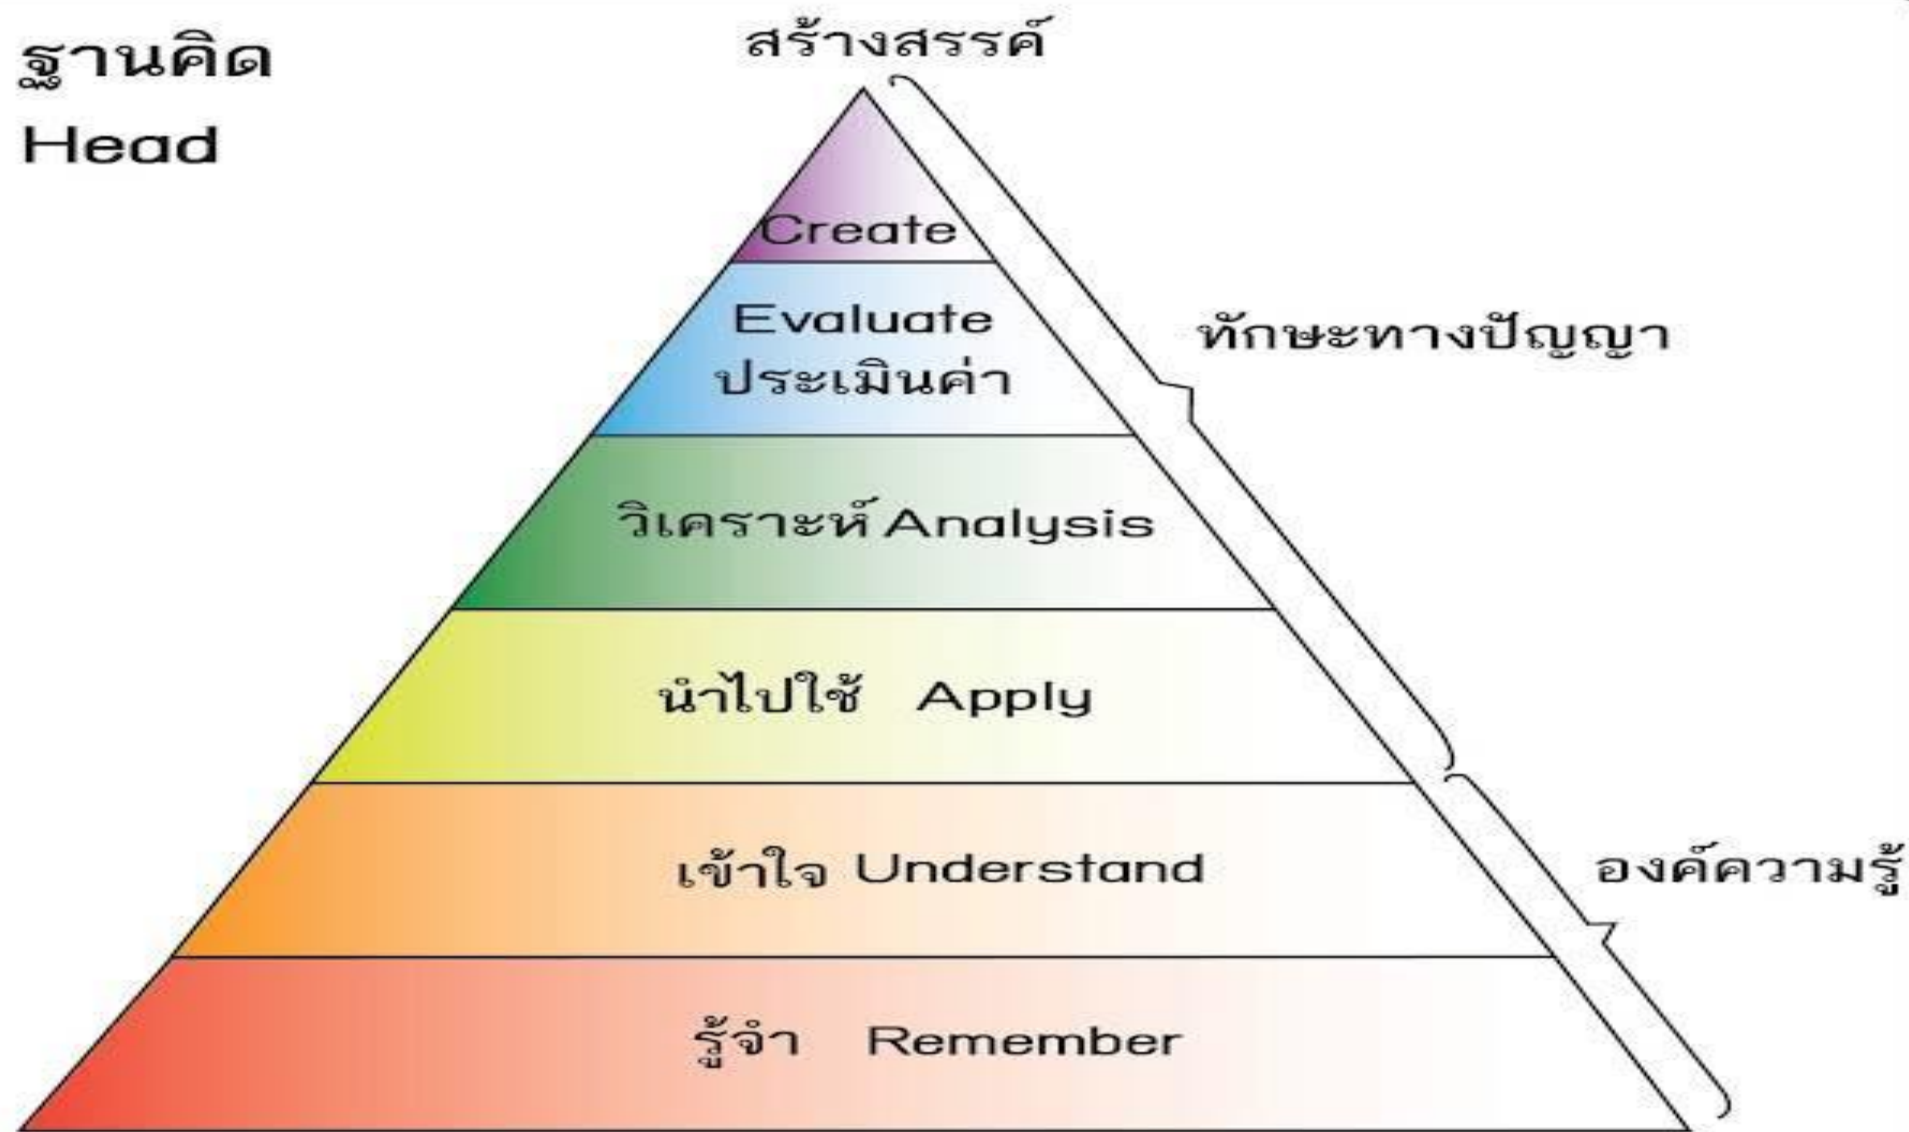 ฐานคิด
Head
สร้างสรรค์
Create
Evaluate
ประเมินค่า
ทักษะทางปัญญา
วิเคราะห์ Analysis
นำไปใช้ Apply
เข้าใจ Understand
องค์ความรู้
รู้จำ Remember